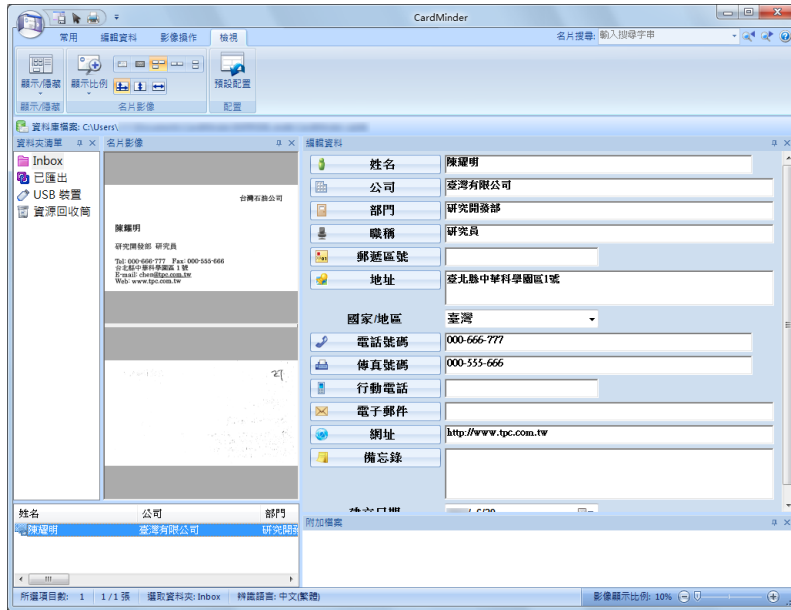 CardMinder
常用 編輯資料 影像操作 檢視
名片搜尋: 輸入搜尋字串
顯示/隱藏 顯示比例 預設配置
顯示/隱藏 名片影像 配置
資料庫檔案: C:\Users\
資料夾清單 名片影像 編輯資料
Inbox
已匯出
USB 裝置
資源回收筒
台灣石油公司
陳耀明
研究開發部 研究員
Tel: 000-666-777 Fax: 000-555-666
台北縣中華科學園區 1 號
E-mail: chen@tpc.com.tw
Web: www.tpc.com.tw
27
姓名 陳耀明
公司 臺灣有限公司
部門 研究開發部
職稱 研究員
郵遞區號
地址 臺北縣中華科學園區1號
國家/地區 臺灣
電話號碼 000-666-777
傳真號碼 000-555-666
行動電話
電子郵件
網址 http://www.tpc.com.tw
備忘錄
建立日期
附加檔案
姓名 公司 部門
陳耀明 臺灣有限公司 研究開發
所選項目數: 1 1/1 張 選取資料夾: Inbox 辨識語言: 中文(繁體) 影像顯示比例: 10%